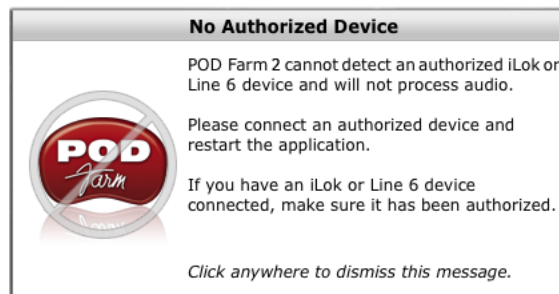 No Authorized Device
POD Farm 2 cannot detect an authorized iLok or
Line 6 device and will not process audio.
Please connect an authorized device and
restart the application.
POD
Farm
If you have an iLok or Line 6 device
connected, make sure it has been authorized.
Click anywhere to dismiss this message.